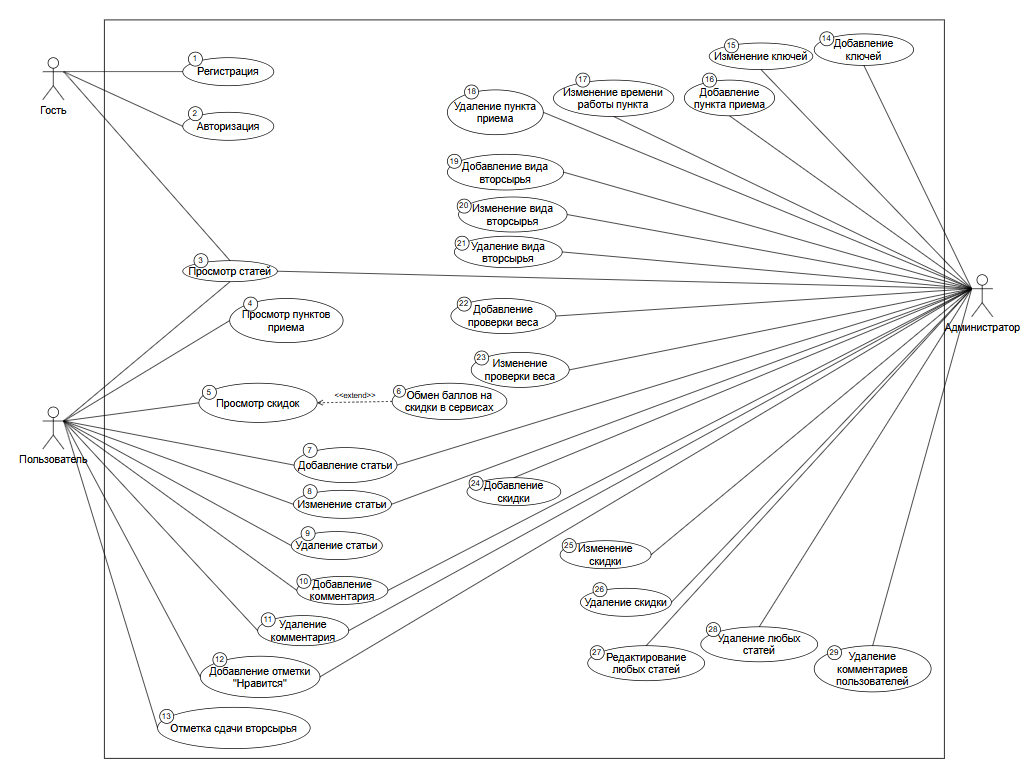 Гость
Пользователь
Администратор
1
Регистрация
2
Авторизация
3
Просмотр статей
4
Просмотр пунктов
приема
5
Просмотр скидок
<<extend>>
6
Обмен баллов на
скидки в сервисах
7
Добавление статьи
8
Изменение статьи
9
Удаление статьи
10
Добавление
комментария
11
Удаление
комментария
12
Добавление отметки
"Нравится"
13
Отметка сдачи вторсырья
14
Добавление
ключей
15
Изменение ключей
16
Добавление
пункта приема
17
Изменение времени
работы пункта
18
Удаление пункта
приема
19
Добавление вида
вторсырья
20
Изменение вида
вторсырья
21
Удаление вида
вторсырья
22
Добавление
проверки веса
23
Изменение
проверки веса
24
Добавление
скидки
25
Изменение
скидки
26
Удаление скидки
27
Редактирование
любых статей
28
Удаление любых
статей
29
Удаление
комментариев
пользователей